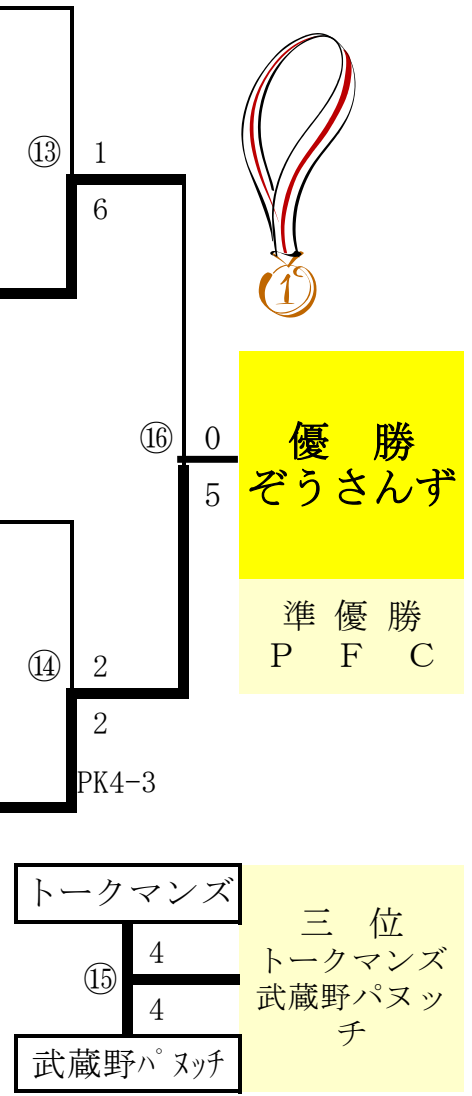 ⑬ 1
6
1
⑯ 0
5
優 勝
ぞうさんず
準 優 勝
P F C
⑭ 2
2
PK4-3
トークマンズ
⑮ 4
4
武蔵野パヌッチ
三 位
トークマンズ
武蔵野パヌッ
チ